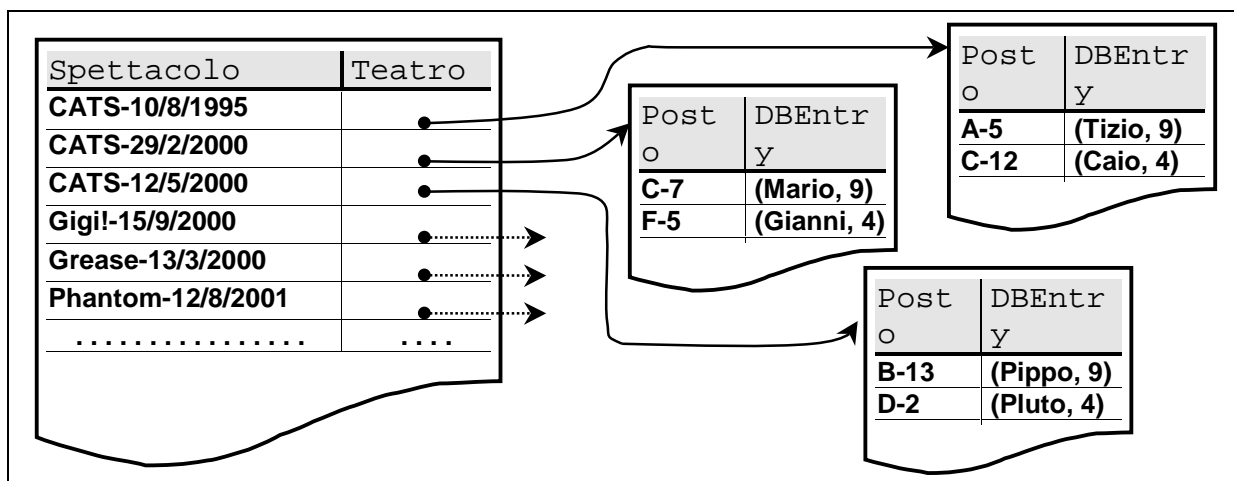 Spettacolo Teatro
CATS-10/8/1995
CATS-29/2/2000
CATS-12/5/2000
Gigi!-15/9/2000
Grease-13/3/2000
Phantom-12/8/2001
................ ....
Post DBEntr
o y
C-7 (Mario, 9)
F-5 (Gianni, 4)
Post DBEntr
o y
A-5 (Tizio, 9)
C-12 (Caio, 4)
Post DBEntr
o y
B-13 (Pippo, 9)
D-2 (Pluto, 4)